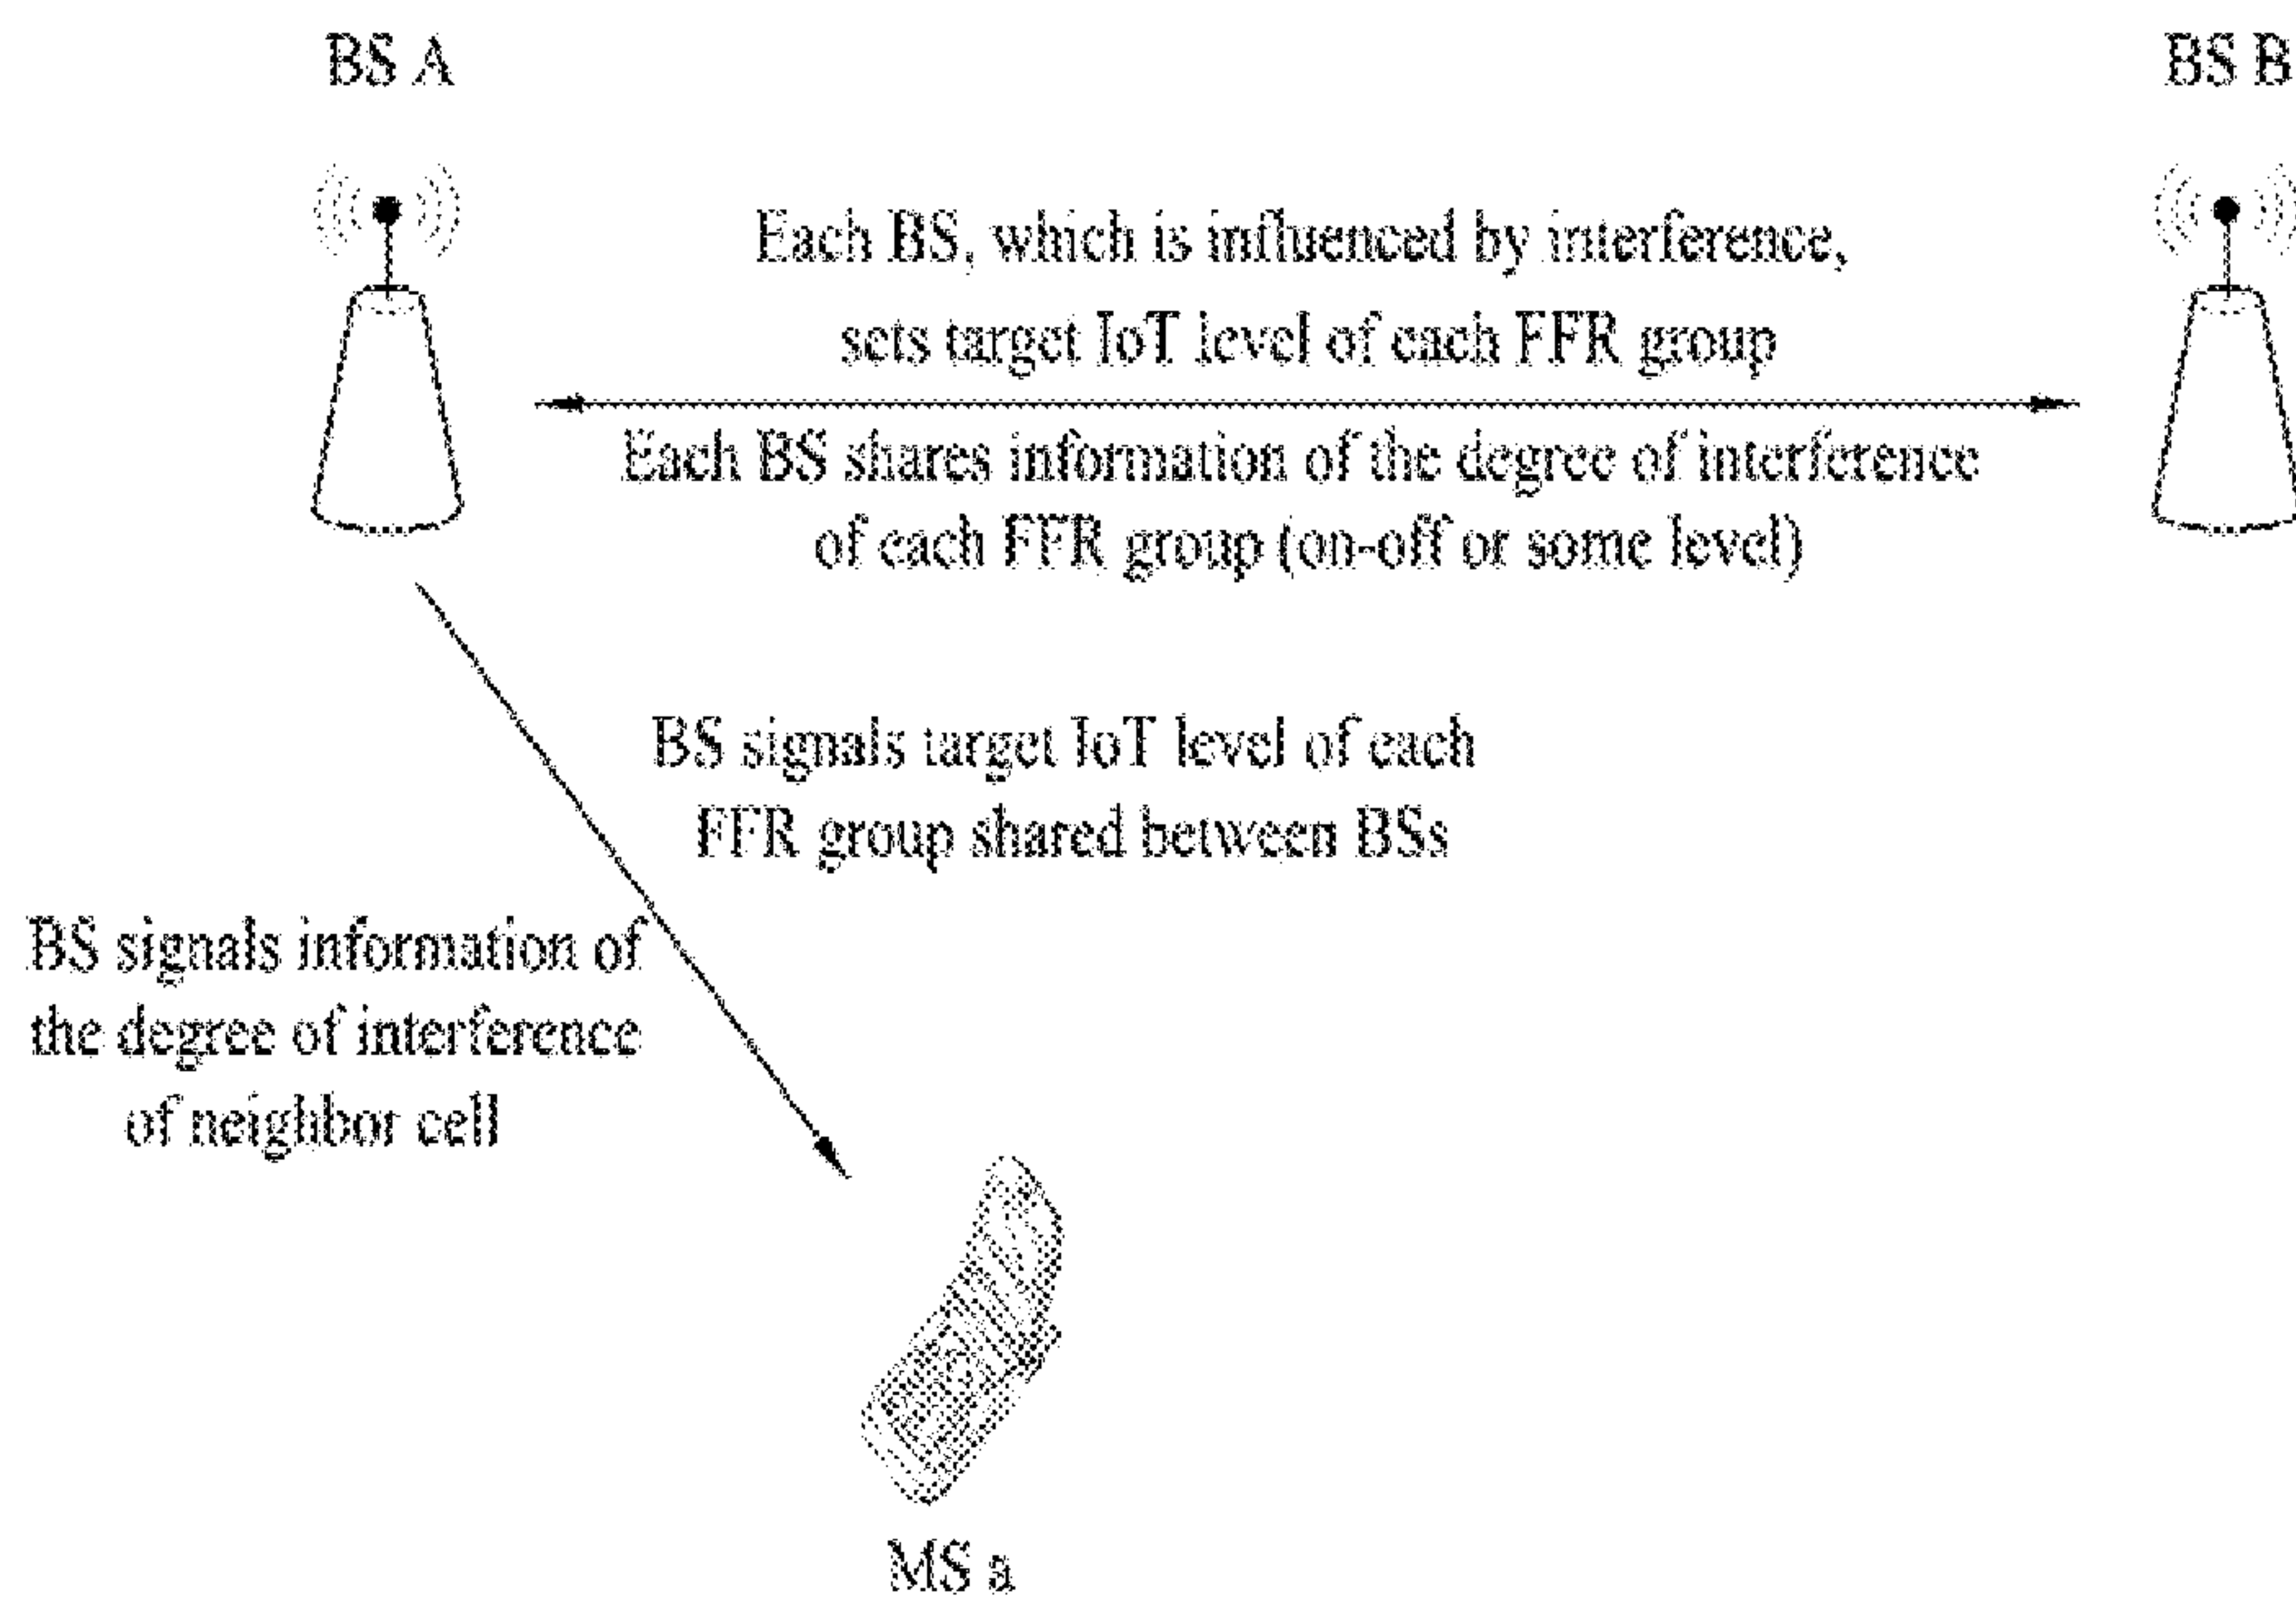 BS A
BS B
Each BS, which is influenced by interference,
sets target IoT level of each FFR group
Each BS shares information of the degree of interference
of each FFR group (on-off or some level)
BS signals target IoT level of each
FFR group shared between BSs
BS signals information of
the degree of interference
of neighbor cell
MS a